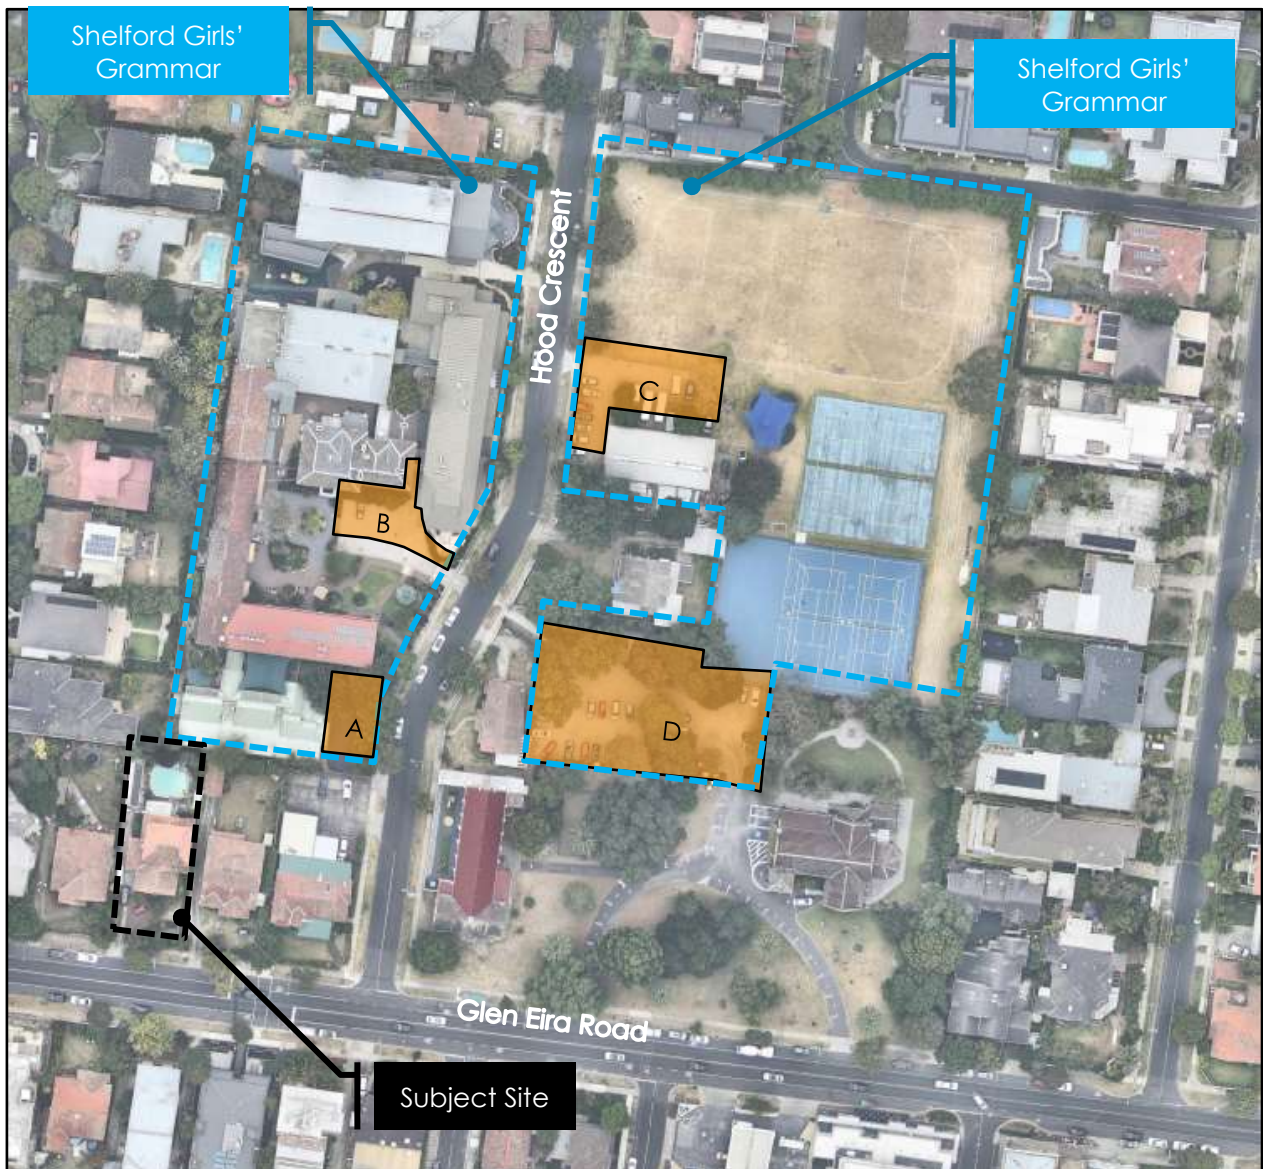 Shelford Girls'
Grammar
Shelford Girls'
Grammar
Hood Crescent
C
B
A
D
Glen Eira Road
Subject Site